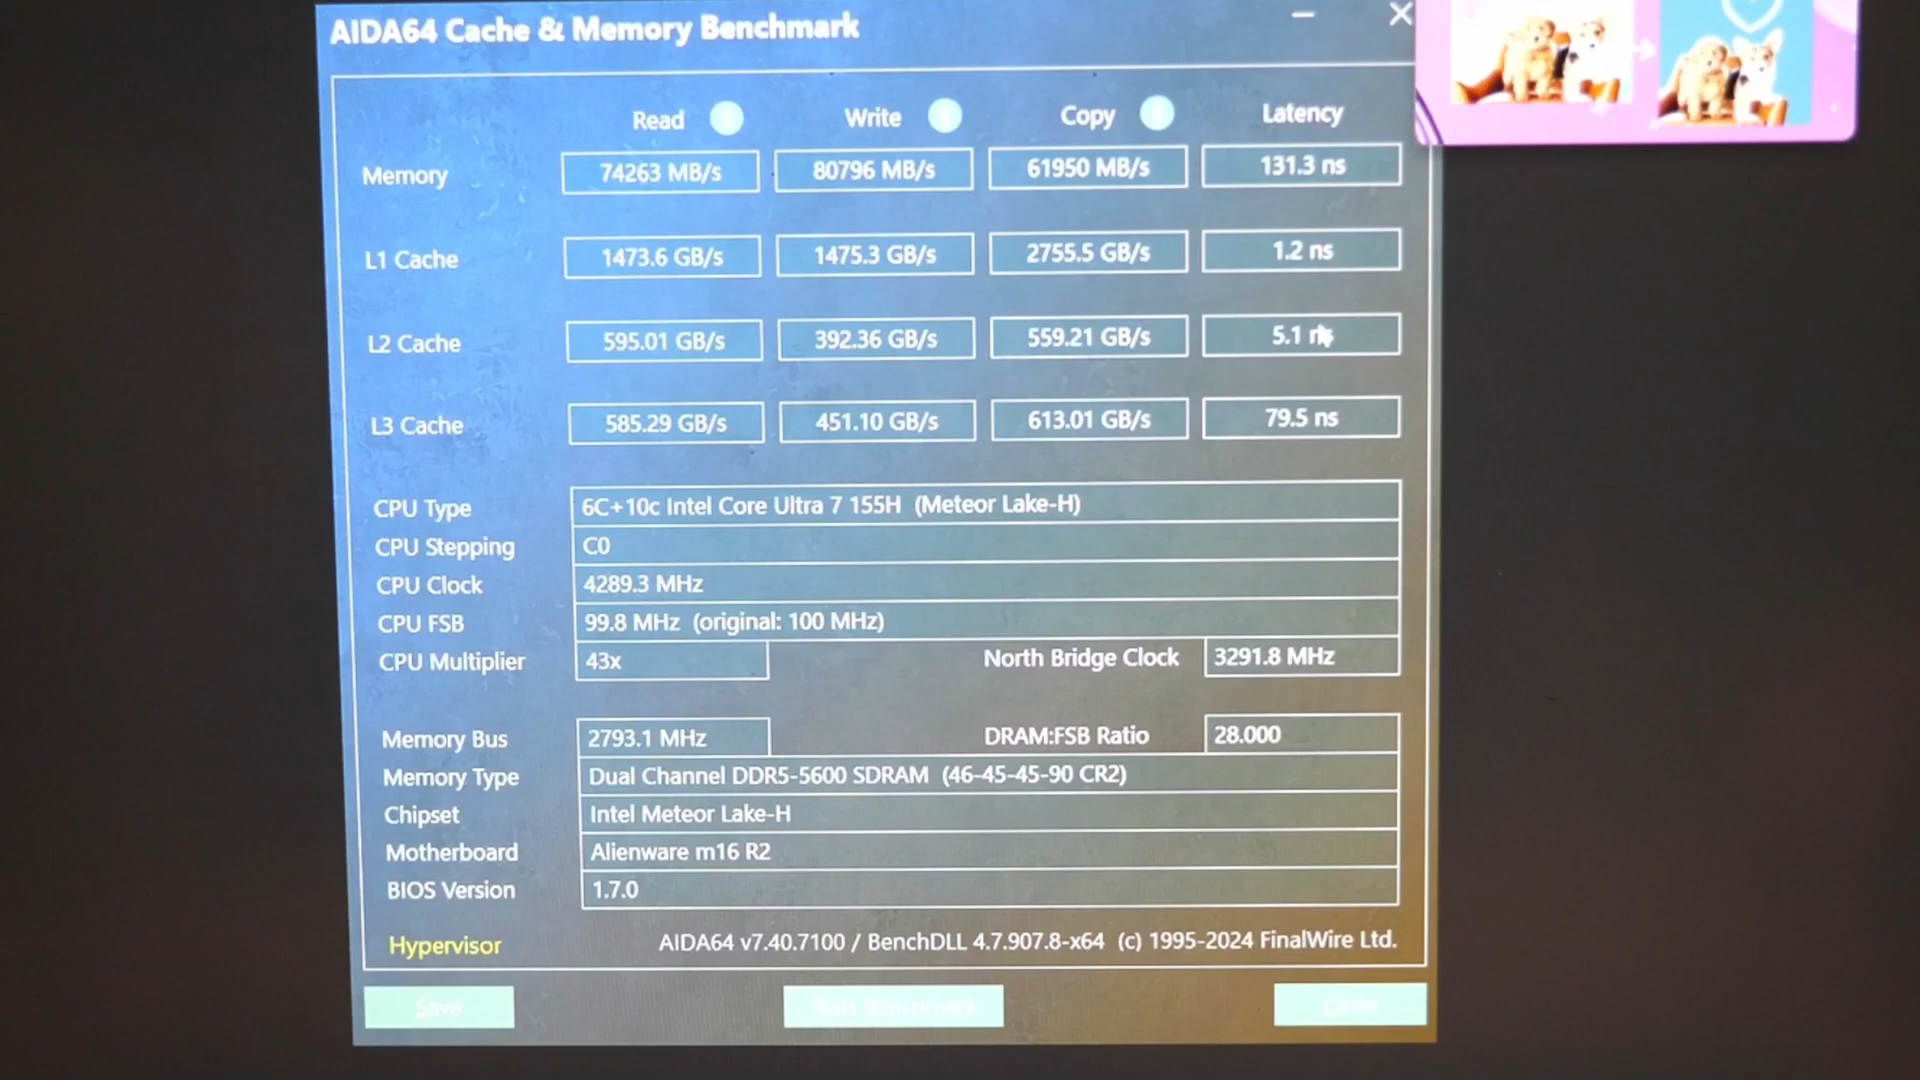 AIDA64 Cache & Memory Benchmark
Read Write Copy Latency
Memory 74263 MB/s 80796 MB/s 61950 MB/s 131.3 ns
L1 Cache 1473.6 GB/s 1475.3 GB/s 2755.5 GB/s 1.2 ns
L2 Cache 595.01 GB/s 392.36 GB/s 559.21 GB/s 5.1 ns
L3 Cache 585.29 GB/s 451.10 GB/s 613.01 GB/s 79.5 ns
CPU Type 6C+10c Intel Core Ultra 7 155H (Meteor Lake-H)
CPU Stepping C0
CPU Clock 4289.3 MHz
CPU FSB 99.8 MHz (original: 100 MHz)
CPU Multiplier 43x North Bridge Clock 3291.8 MHz
Memory Bus 2793.1 MHz DRAM:FSB Ratio 28.000
Memory Type Dual Channel DDR5-5600 SDRAM (46-45-45-90 CR2)
Chipset Intel Meteor Lake-H
Motherboard Alienware m16 R2
BIOS Version 1.7.0
Hypervisor AIDA64 v7.40.7100 / BenchDLL 4.7.907.8-x64 (c) 1995-2024 FinalWire Ltd.
Save Start Benchmark Close